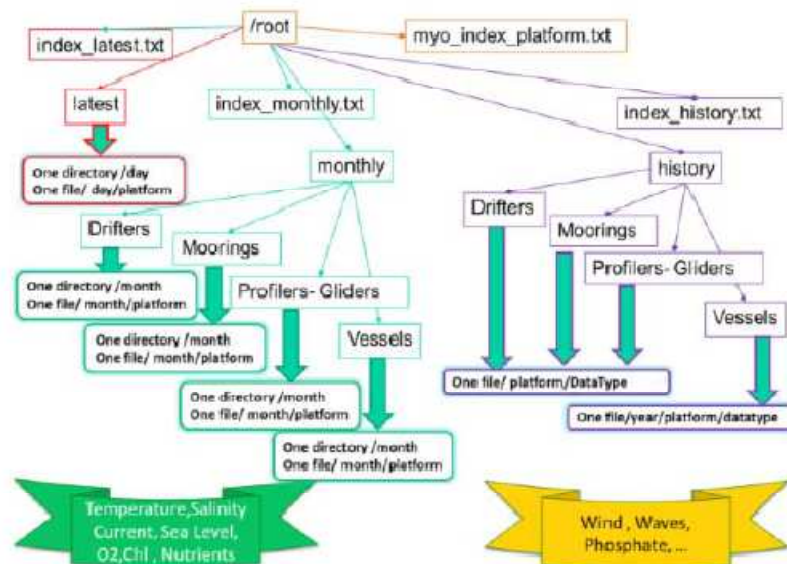 /root
index_latest.txt
myo_index_platform.txt
latest
index_monthly.txt
index_hiistory.txt
One directory /day
One file/ day/platform
monthly
history
Drifters
Moorings
Profilers- Gliders
Vessels
One directory /month
One file/ month/platform
One directory /month
One file/ month/platform
One directory /month
One file/ month/pletform
One directory /month
One file/ month/pletform
Drifters
Moorings
Profilers- Gliders
Vessels
One file/ platform/DataType
One file/year/platform/datatype
Temperature,Salinity
Current, Sea Level,
O2,Chl , Nutrients
Wind , Waves,
Phosphate, ...